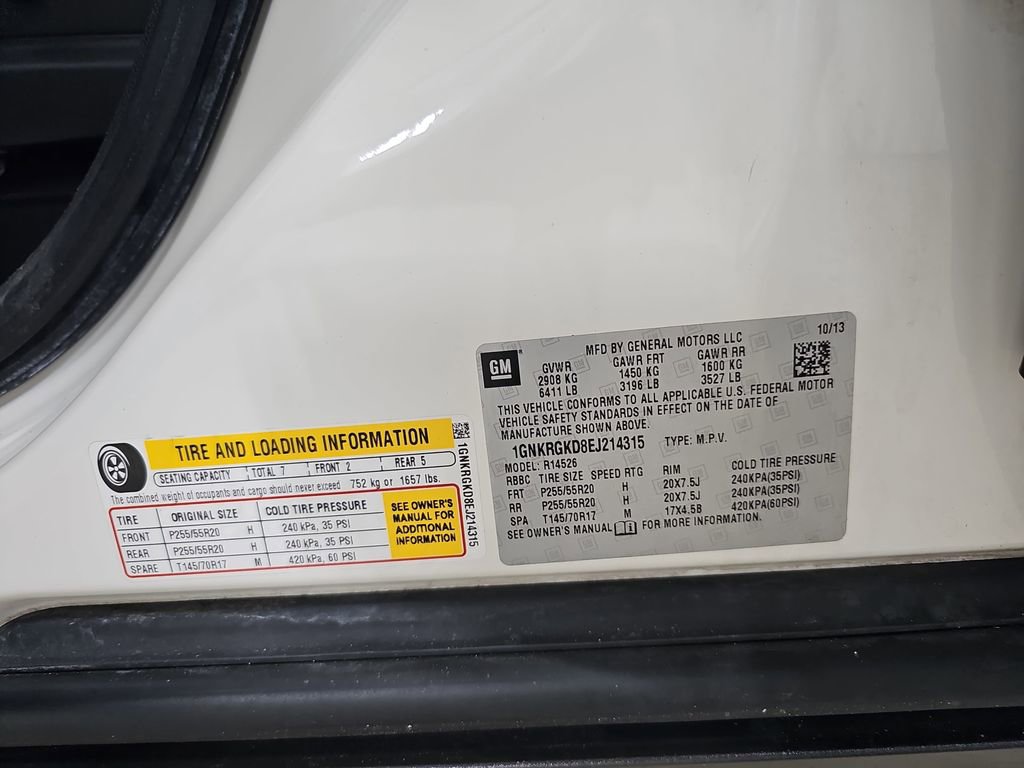 TIRE AND LOADING INFORMATION
SEATING CAPACITY TOTAL 7 FRONT 2 REAR 5
The combined weight of occupants and cargo should never exceed 752 kg or 1657 lbs.
TIRE ORIGINAL SIZE COLD TIRE PRESSURE
FRONT P255/55R20 H 240 kPa, 35 PSI
REAR P255/55R20 H 240 kPa, 35 PSI
SPARE T145/70R17 M 420 kPa, 60 PSI
SEE OWNER'S
MANUAL FOR
ADDITIONAL
INFORMATION
1GNKRGKD8EJ214315
GM
MFD BY GENERAL MOTORS LLC
10/13
GVWR GAWR FRT GAWR RR
2908 KG 1450 KG 1600 KG
6411 LB 3196 LB 3527 LB
THIS VEHICLE CONFORMS TO ALL APPLICABLE U.S. FEDERAL MOTOR
VEHICLE SAFETY STANDARDS IN EFFECT ON THE DATE OF
MANUFACTURE SHOWN ABOVE.
1GNKRGKD8EJ214315 TYPE: M.P.V.
MODEL: R14526
RBBC TIRE SIZE SPEED RTG RIM COLD TIRE PRESSURE
FRT P255/55R20 H 20X7.5J 240KPA(35PSI)
RR P255/55R20 H 20X7.5J 240KPA(35PSI)
SPA T145/70R17 M 17X4.5B 420KPA(60PSI)
SEE OWNER'S MANUAL FOR MORE INFORMATION.